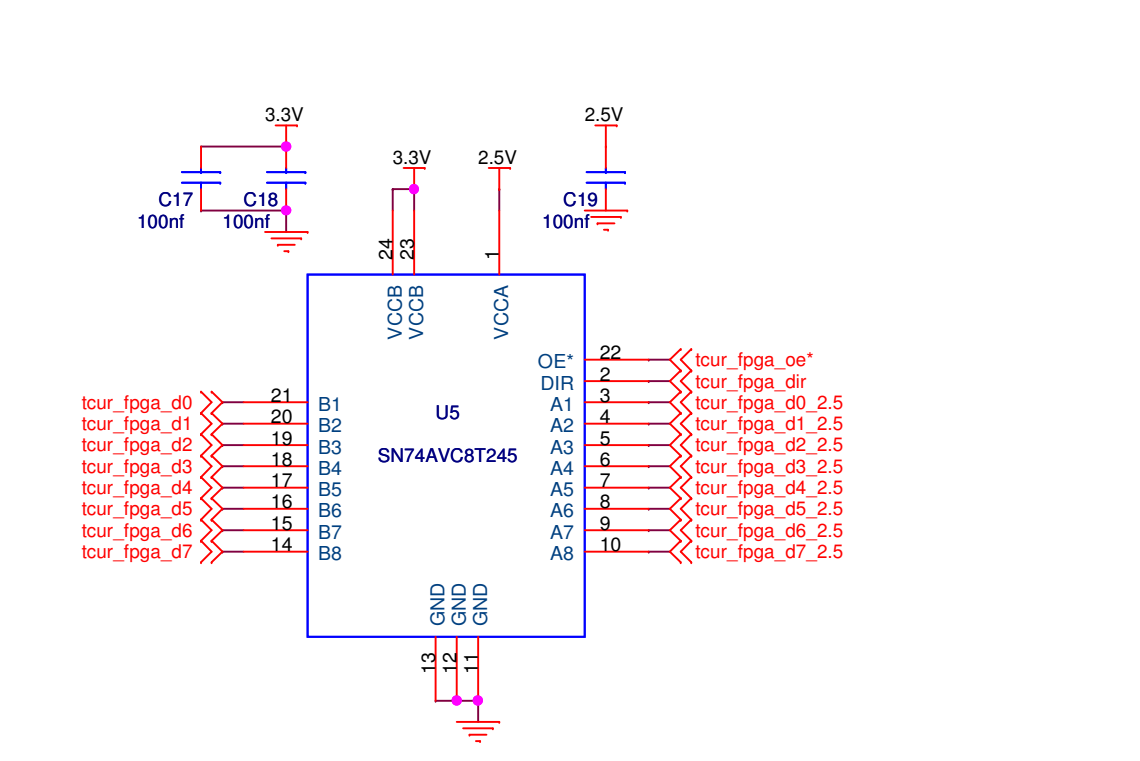 3.3V
2.5V
3.3V
2.5V
C17
C18
C19
100nf
100nf
100nf
24
23
1
VCCB
VCCB
VCCA
OE*
22
tcur_fpga_oe*
DIR
2
tcur_fpga_dir
tcur_fpga_d0
21
B1
A1
3
tcur_fpga_d0_2.5
U5
tcur_fpga_d1
20
B2
A2
4
tcur_fpga_d1_2.5
tcur_fpga_d2
19
B3
A3
5
tcur_fpga_d2_2.5
SN74AVC8T245
tcur_fpga_d3
18
B4
A4
6
tcur_fpga_d3_2.5
tcur_fpga_d4
17
B5
A5
7
tcur_fpga_d4_2.5
tcur_fpga_d5
16
B6
A6
8
tcur_fpga_d5_2.5
tcur_fpga_d6
15
B7
A7
9
tcur_fpga_d6_2.5
tcur_fpga_d7
14
B8
A8
10
tcur_fpga_d7_2.5
GND
GND
GND
13
12
11